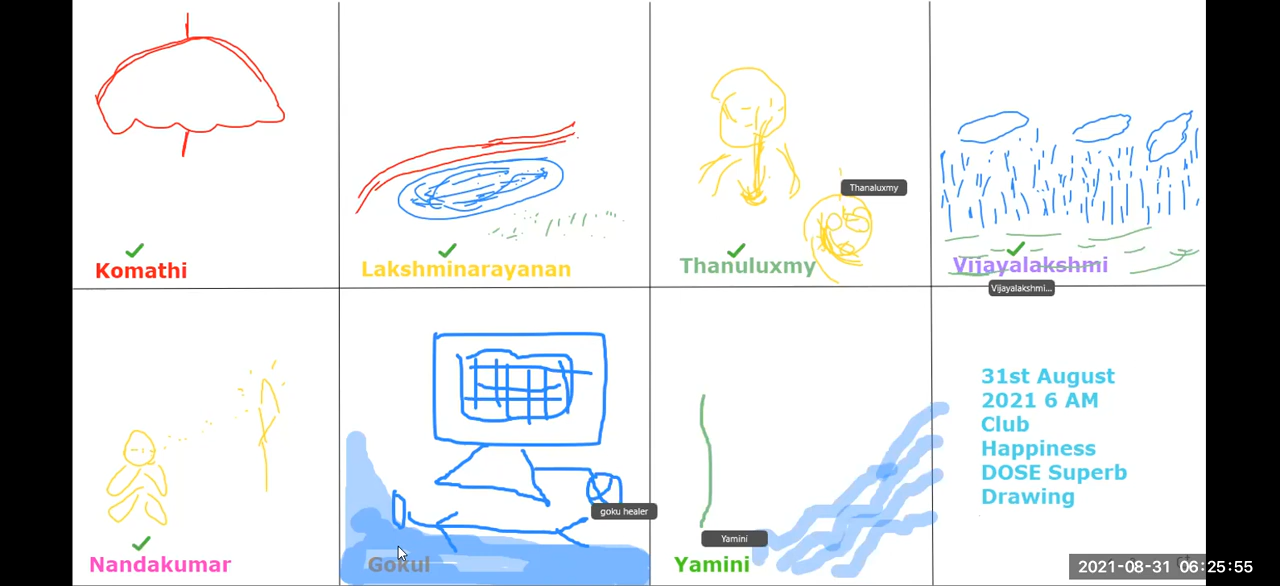 Thanaluxmy
Komathi
Lakshminarayanan
Thanuluxmy
Vijayalakshmi
Vijayalakshmi...
31st August
2021 6 AM
Club
Happiness
DOSE Superb
Drawing
goku healer
Yamini
Nandakumar
Gokul
Yamini
2021-08-31 06:25:55